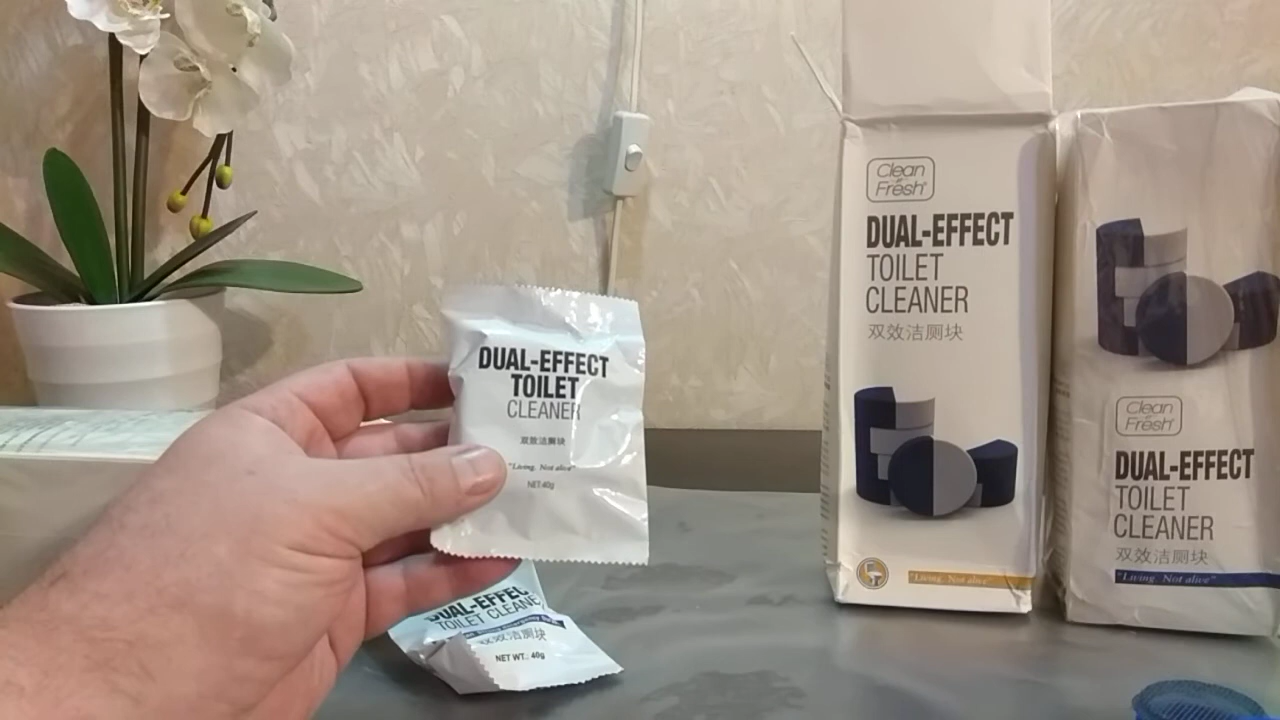 DUAL-EFFECT
TOILET
CLEANER
双效洁厕块
"Living. Not alive"
NET:40g
DUAL-EFFEC
TOILET CLEANE
双效洁厕块
NET WT.: 40g
Clean
Fresh
DUAL-EFFECT
TOILET
CLEANER
双效洁厕块
"Living. Not alive"
Clean
Fresh
DUAL-EFFECT
TOILET
CLEANER
双效洁厕块
"Living. Not alive"